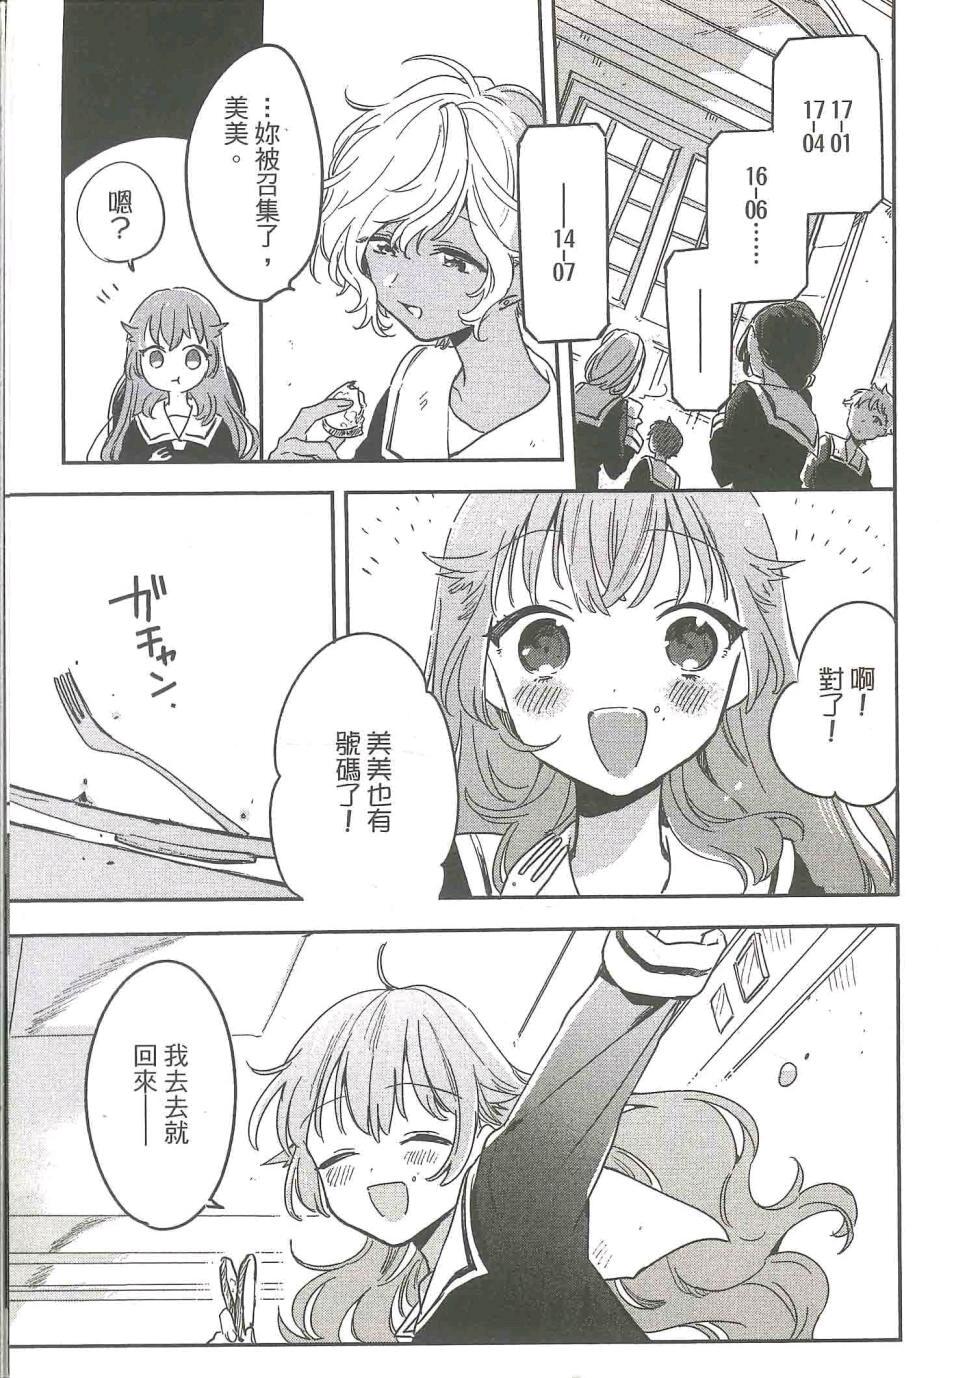 17-01
17-04
16-06……
——
——14-07
…妳被召集了，
美美。
嗯？
啊！
對了！
美美也有
號碼了！
ガチャン
我去去就
回來——